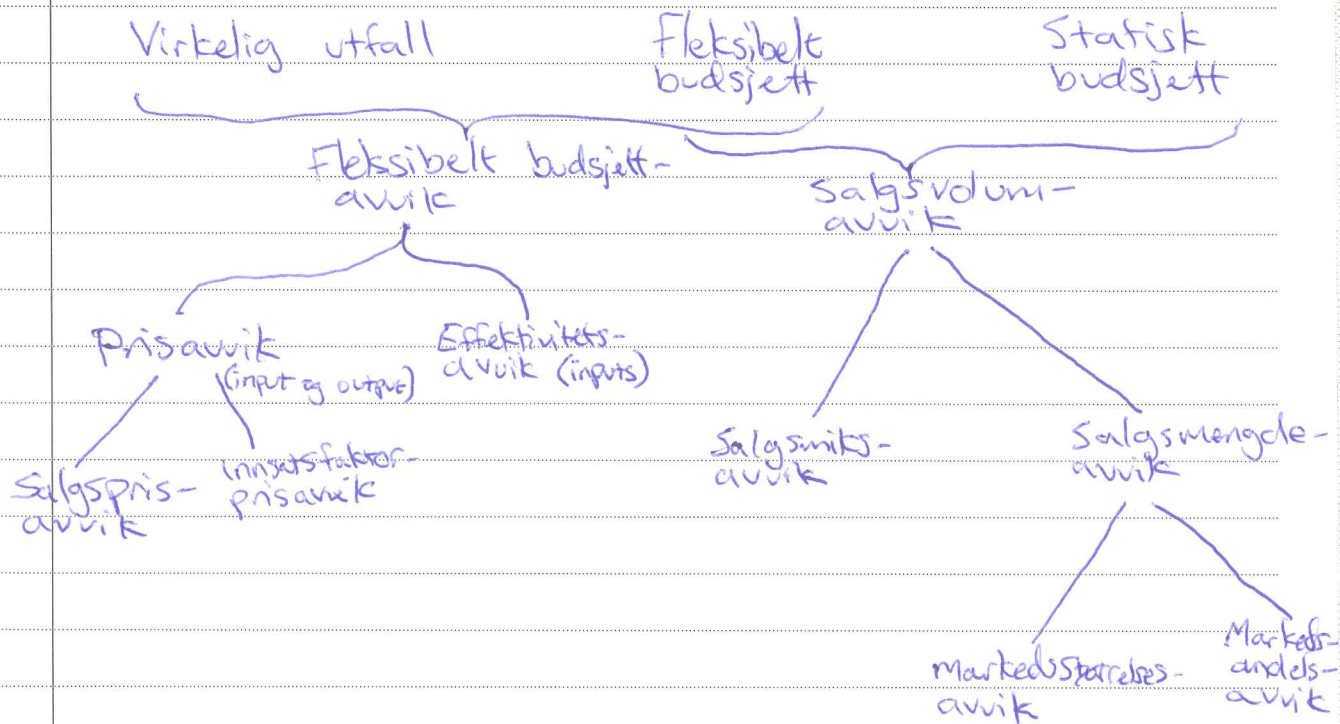 Virkelig utfall
Fleksibelt
budsjett
Statisk
budsjett
Fleksibelt budsjett-
avvik
Salgsvolum-
avvik
Prisavvik
(input og output)
Effektivitets-
avvik (inputs)
Salgspris-
avvik
innsatsfaktor-
prisavvik
Salgsmiks-
avvik
Salgsmengde-
avvik
markedsstørrelses-
avvik
Markeds-
andels-
avvik